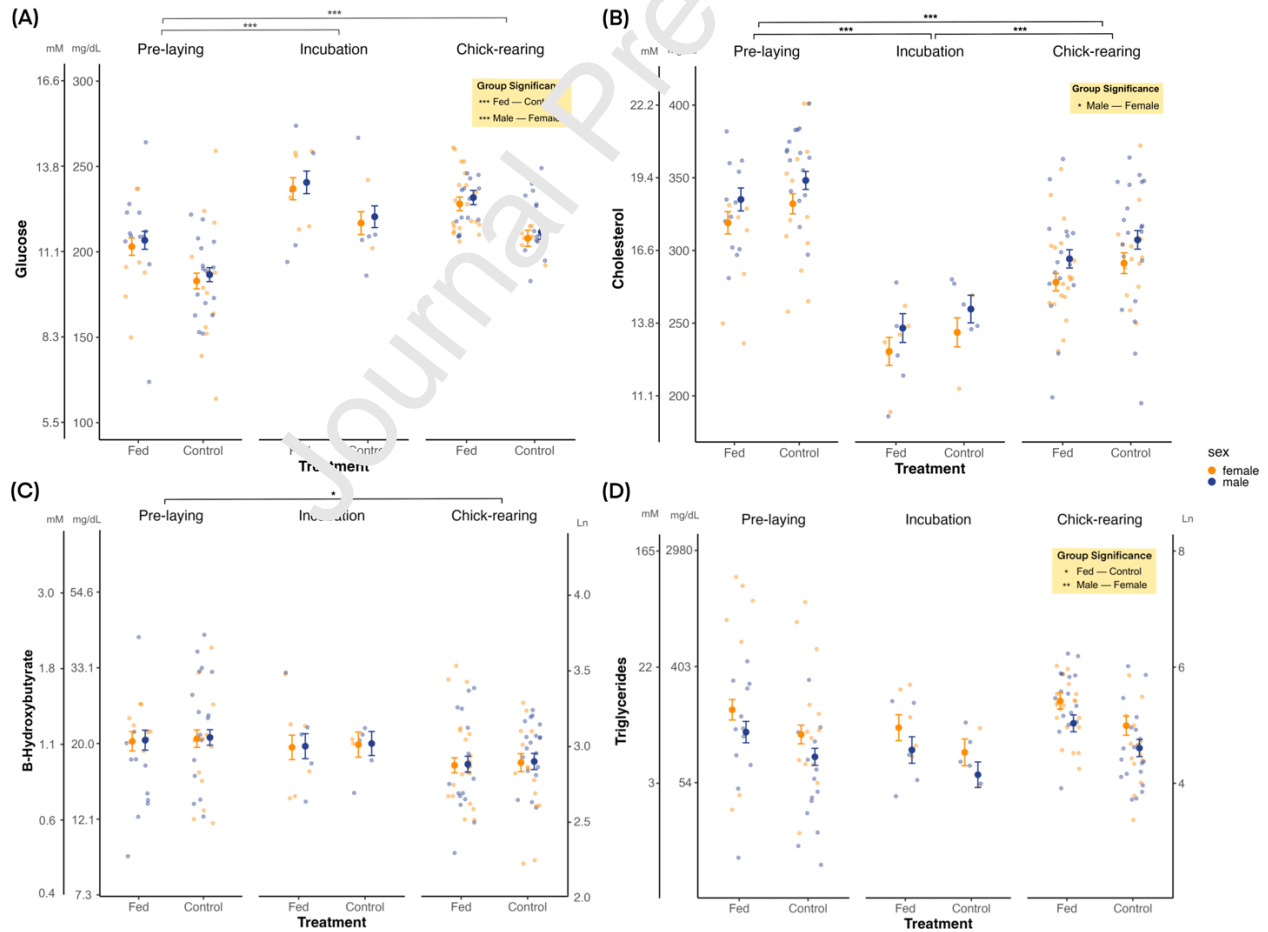 (A)
***
***
mM mg/dL Pre-laying Incubation Chick-rearing
16.6 300
13.8 250
11.1 200
8.3 150
5.5 100
Glucose
Group Significan
*** Fed — Cont
*** Male — Female
Fed Control Control Fed Control
Treatment
(B)
***
*** ***
mM Pre-laying Incubation Chick-rearing
22.2 400
19.4 350
16.6 300
13.8 250
11.1 200
Cholesterol
Group Significance
* Male — Female
Fed Control Fed Control Fed Control
Treatment
sex
female
male
(C)
*
mM mg/dL Pre-laying Incubation Chick-rearing Ln
3.0 54.6 4.0
1.8 33.1 3.5
1.1 20.0 3.0
0.6 12.1 2.5
0.4 7.3 2.0
B-Hydroxybutyrate
Fed Control Fed Control Fed Control
Treatment
(D)
mM mg/dL Pre-laying Incubation Chick-rearing Ln
165 2980 8
22 403 6
3 54 4
Triglycerides
Group Significance
* Fed — Control
** Male — Female
Fed Control Fed Control Fed Control
Treatment
Journal Pre